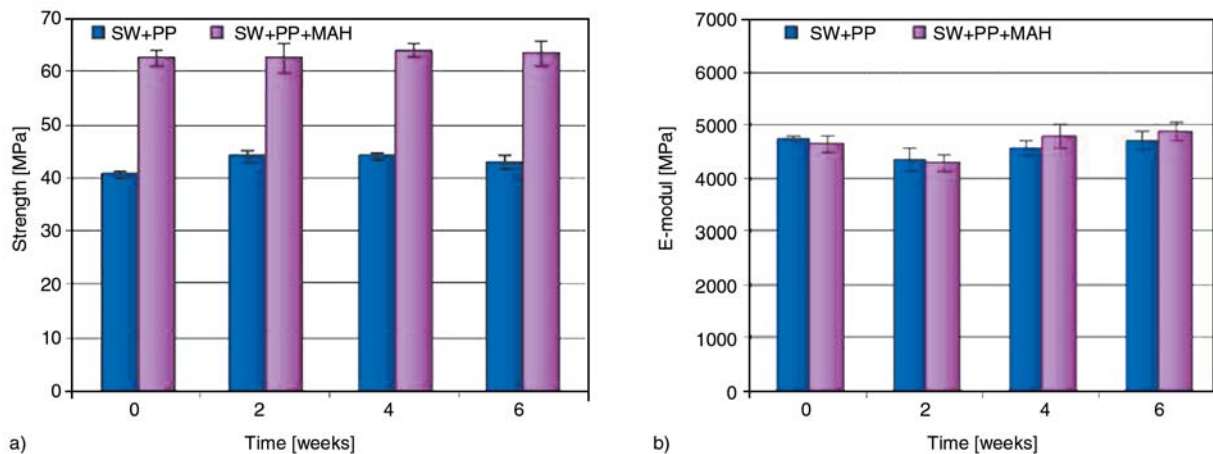 70
60
50
40
30
20
10
0
Strength [MPa]
SW+PP
SW+PP+MAH
0 2 4 6
Time [weeks]
a)
7000
6000
5000
4000
3000
2000
1000
0
E-modul [MPa]
SW+PP
SW+PP+MAH
0 2 4 6
Time [weeks]
b)